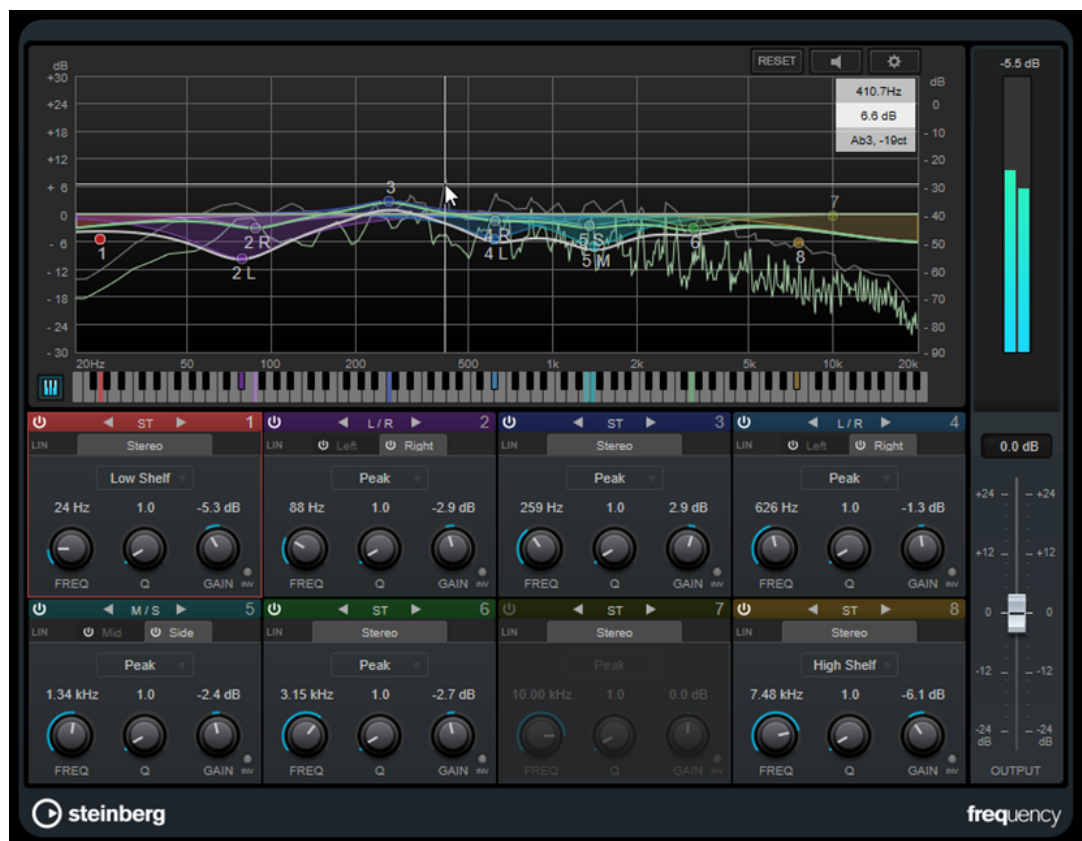 RESET
dB
+30
+24
+18
+12
+ 6
0
- 6
- 12
- 18
- 24
- 30
410.7Hz
6.6 dB
Ab3, -19ct
dB
0
- 10
- 20
- 30
- 40
- 50
- 60
- 70
- 80
- 90
1
2 R
2 L
3
4 R
4 L
5 S
5 M
6
7
8
20Hz 50 100 200 500 1k 2k 5k 10k 20k
-5.5 dB
ST 1
LIN Stereo
Low Shelf
24 Hz 1.0 -5.3 dB
FREQ Q GAIN INV
L/R 2
LIN Left Right
Peak
88 Hz 1.0 -2.9 dB
FREQ Q GAIN INV
ST 3
LIN Stereo
Peak
259 Hz 1.0 2.9 dB
FREQ Q GAIN INV
L/R 4
LIN Left Right
Peak
626 Hz 1.0 -1.3 dB
FREQ Q GAIN INV
M/S 5
LIN Mid Side
Peak
1.34 kHz 1.0 -2.4 dB
FREQ Q GAIN INV
ST 6
LIN Stereo
Peak
3.15 kHz 1.0 -2.7 dB
FREQ Q GAIN INV
ST 7
LIN Stereo
Peak
10.00 kHz 1.0 0.0 dB
FREQ Q GAIN INV
ST 8
LIN Stereo
High Shelf
7.48 kHz 1.0 -6.1 dB
FREQ Q GAIN INV
0.0 dB
+24 +24
+12 +12
0 0
-12 -12
-24 -24
dB dB
OUTPUT
steinberg
frequency